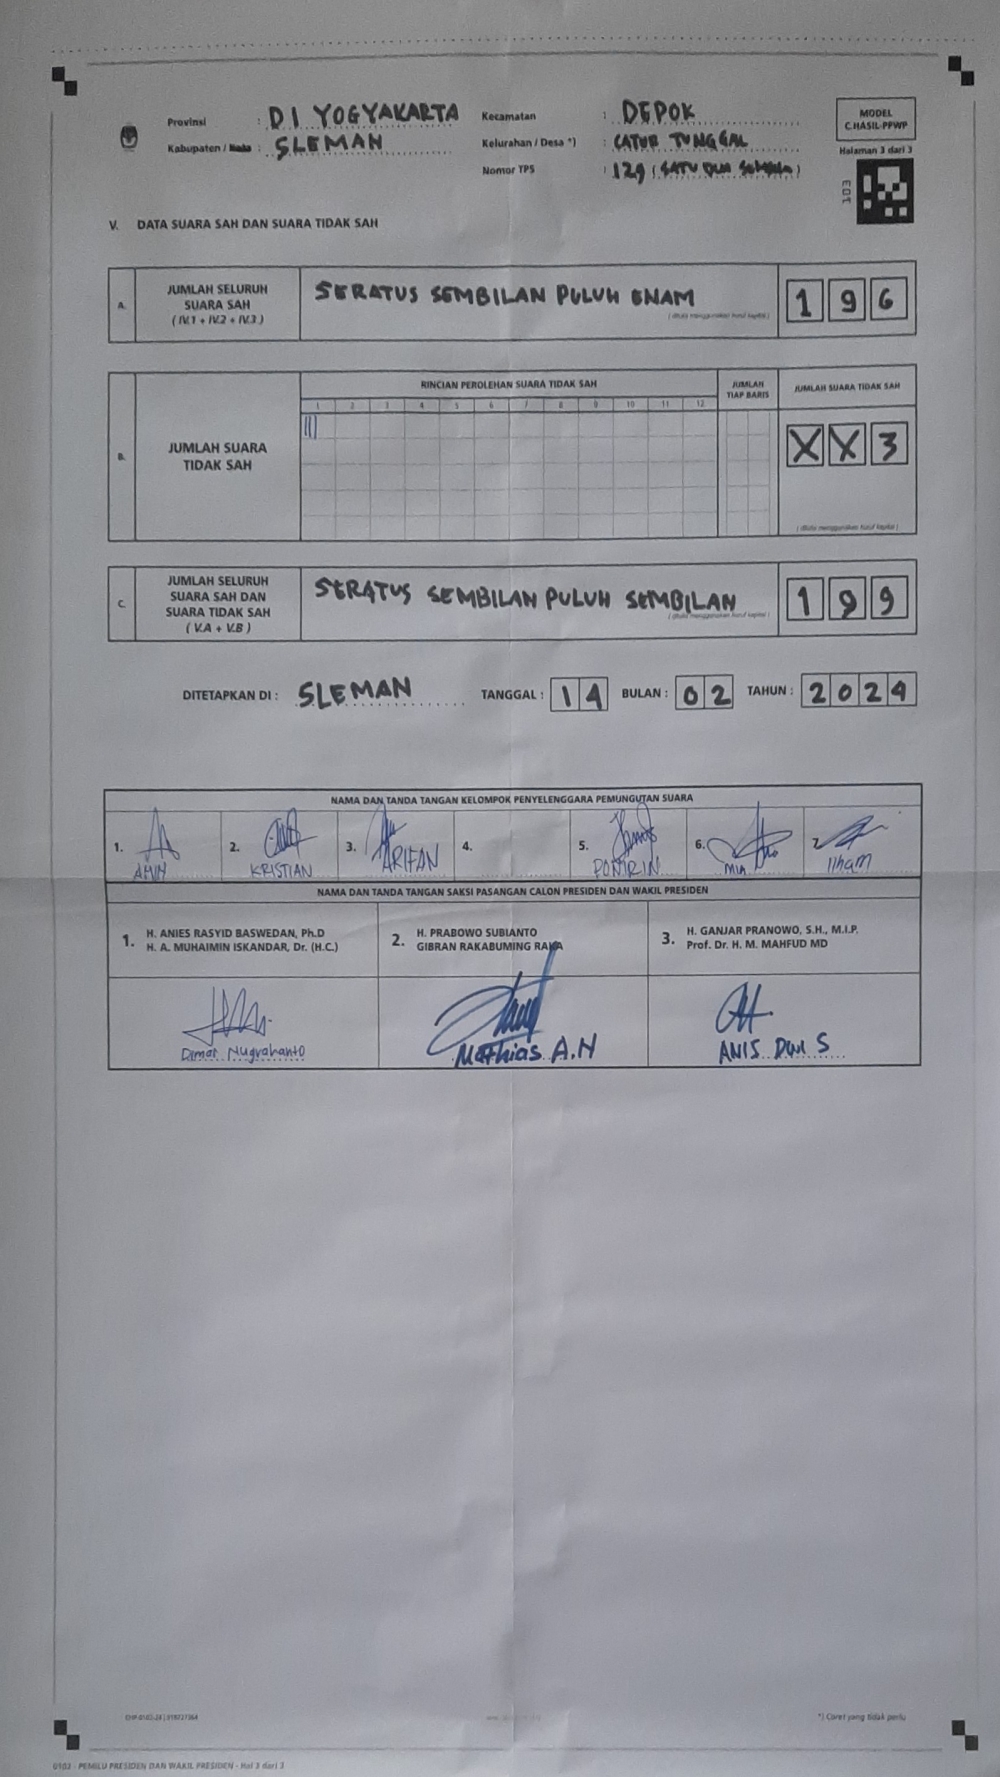 Provinsi : DI YOGYAKARTA
Kabupaten / Kota : SLEMAN
Kecamatan : DEPOK
Kelurahan / Desa *) : CATUR TUNGGAL
Nomor TPS : 129 (SATU DUA SEMBILAN)
MODEL
C.HASIL-PPWP
Halaman 3 dari 3
E03
V. DATA SUARA SAH DAN SUARA TIDAK SAH
A. JUMLAH SELURUH
SUARA SAH
( IV.1 + IV.2 + IV.3 )
SERATUS SEMBILAN PULUH ENAM
( ditulis menggunakan huruf kapital )
1 9 6
B. JUMLAH SUARA
TIDAK SAH
RINCIAN PEROLEHAN SUARA TIDAK SAH
1 2 3 4 5 6 7 8 9 10 11 12
JUMLAH
TIAP BARIS
JUMLAH SUARA TIDAK SAH
X X 3
( ditulis menggunakan huruf kapital )
C. JUMLAH SELURUH
SUARA SAH DAN
SUARA TIDAK SAH
( V.A + V.B )
SERATUS SEMBILAN PULUH SEMBILAN
( ditulis menggunakan huruf kapital )
1 9 9
DITETAPKAN DI : SLEMAN TANGGAL : 14 BULAN : 02 TAHUN : 2024
NAMA DAN TANDA TANGAN KELOMPOK PENYELENGGARA PEMUNGUTAN SUARA
1. 2. 3. 4. 5. 6. 7.
AMIN KRISTIAN ARIFAN PONIRIN MIA Ilham
NAMA DAN TANDA TANGAN SAKSI PASANGAN CALON PRESIDEN DAN WAKIL PRESIDEN
1. H. ANIES RASYID BASWEDAN, Ph.D
H. A. MUHAIMIN ISKANDAR, Dr. (H.C.)
2. H. PRABOWO SUBIANTO
GIBRAN RAKABUMING RAKA
3. H. GANJAR PRANOWO, S.H., M.I.P.
Prof. Dr. H. M. MAHFUD MD
Dimas Nugrahanto
Mathias A.N
ANIS DWI S
*) Coret yang tidak perlu
0103 - PEMILU PRESIDEN DAN WAKIL PRESIDEN - Hal 3 dari 3